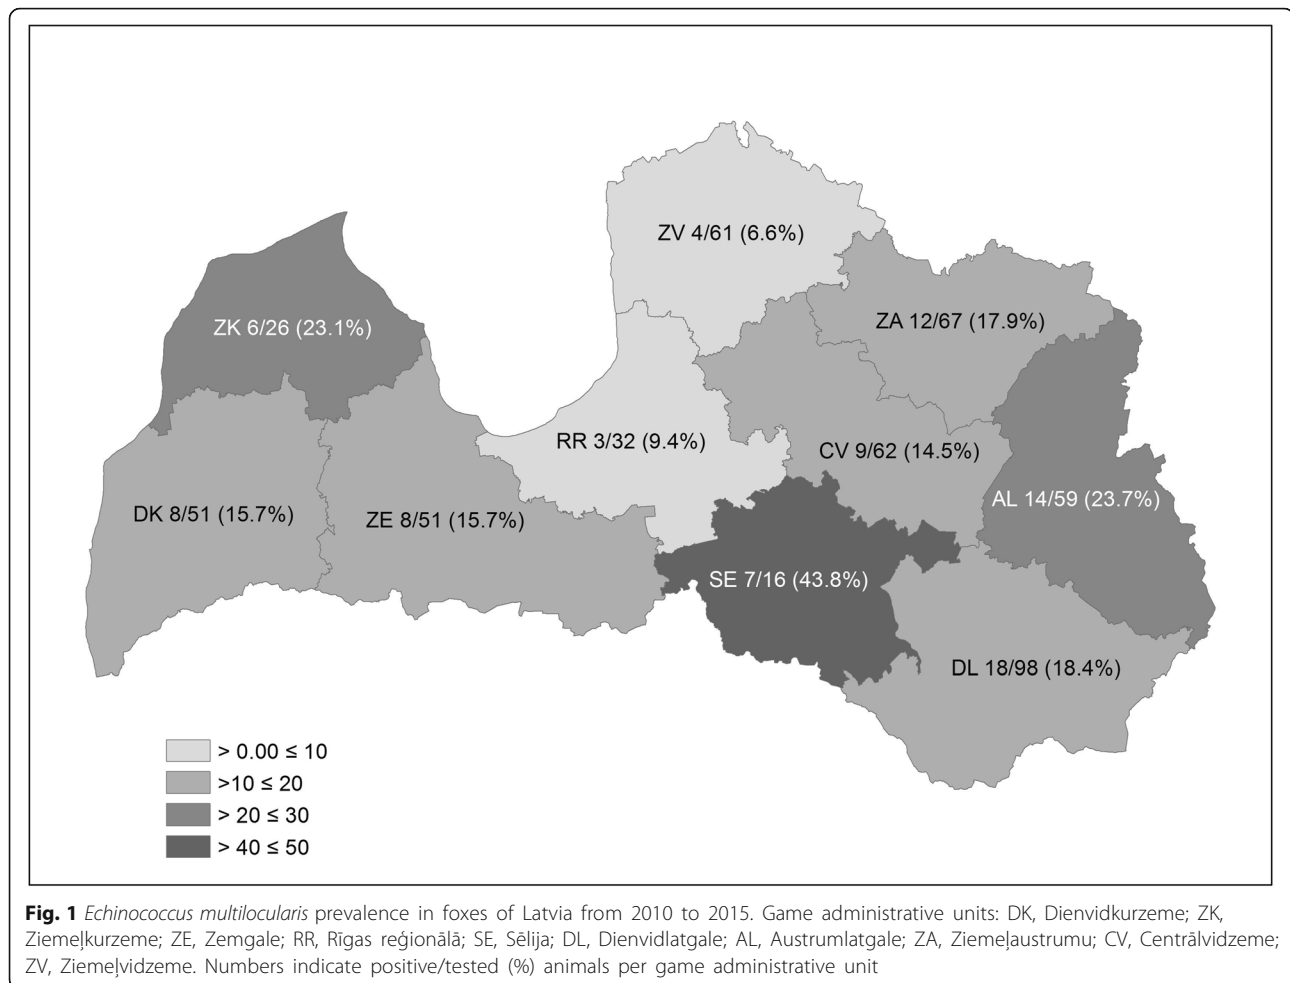 ZV 4/61 (6.6%)
ZK 6/26 (23.1%)
ZA 12/67 (17.9%)
RR 3/32 (9.4%)
CV 9/62 (14.5%)
AL 14/59 (23.7%)
DK 8/51 (15.7%)
ZE 8/51 (15.7%)
SE 7/16 (43.8%)
DL 18/98 (18.4%)
> 0.00 ≤ 10
>10 ≤ 20
> 20 ≤ 30
> 40 ≤ 50
Fig. 1 Echinococcus multilocularis prevalence in foxes of Latvia from 2010 to 2015. Game administrative units: DK, Dienvidkurzeme; ZK,
Ziemeļkurzeme; ZE, Zemgale; RR, Rīgas reģionālā; SE, Sēlija; DL, Dienvidlatgale; AL, Austrumlatgale; ZA, Ziemeļaustrumu; CV, Centrālvidzeme;
ZV, Ziemeļvidzeme. Numbers indicate positive/tested (%) animals per game administrative unit